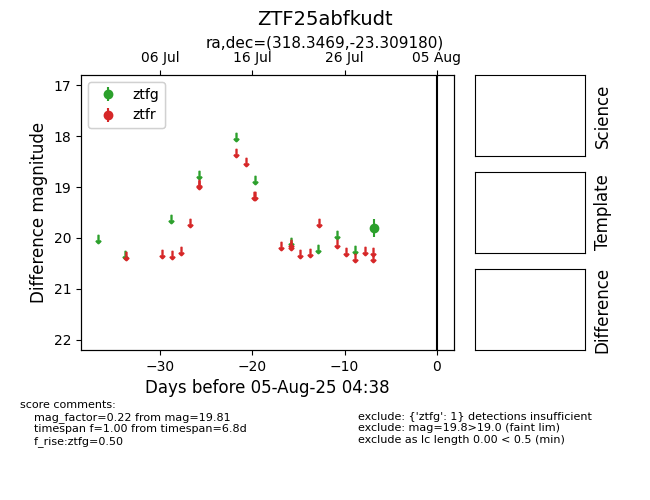 ZTF25abfkudt
ra,dec=(318.3469,-23.309180)
06 Jul 16 Jul 26 Jul 05 Aug
ztfg
ztfr
17
18
19
20
21
22
Difference magnitude
−30 −20 −10 0
Days before 05-Aug-25 04:38
Science
Template
Difference
score comments:
mag_factor=0.22 from mag=19.81
timespan f=1.00 from timespan=6.8d
f_rise:ztfg=0.50
exclude: {'ztfg': 1} detections insufficient
exclude: mag=19.8>19.0 (faint lim)
exclude as lc length 0.00 < 0.5 (min)